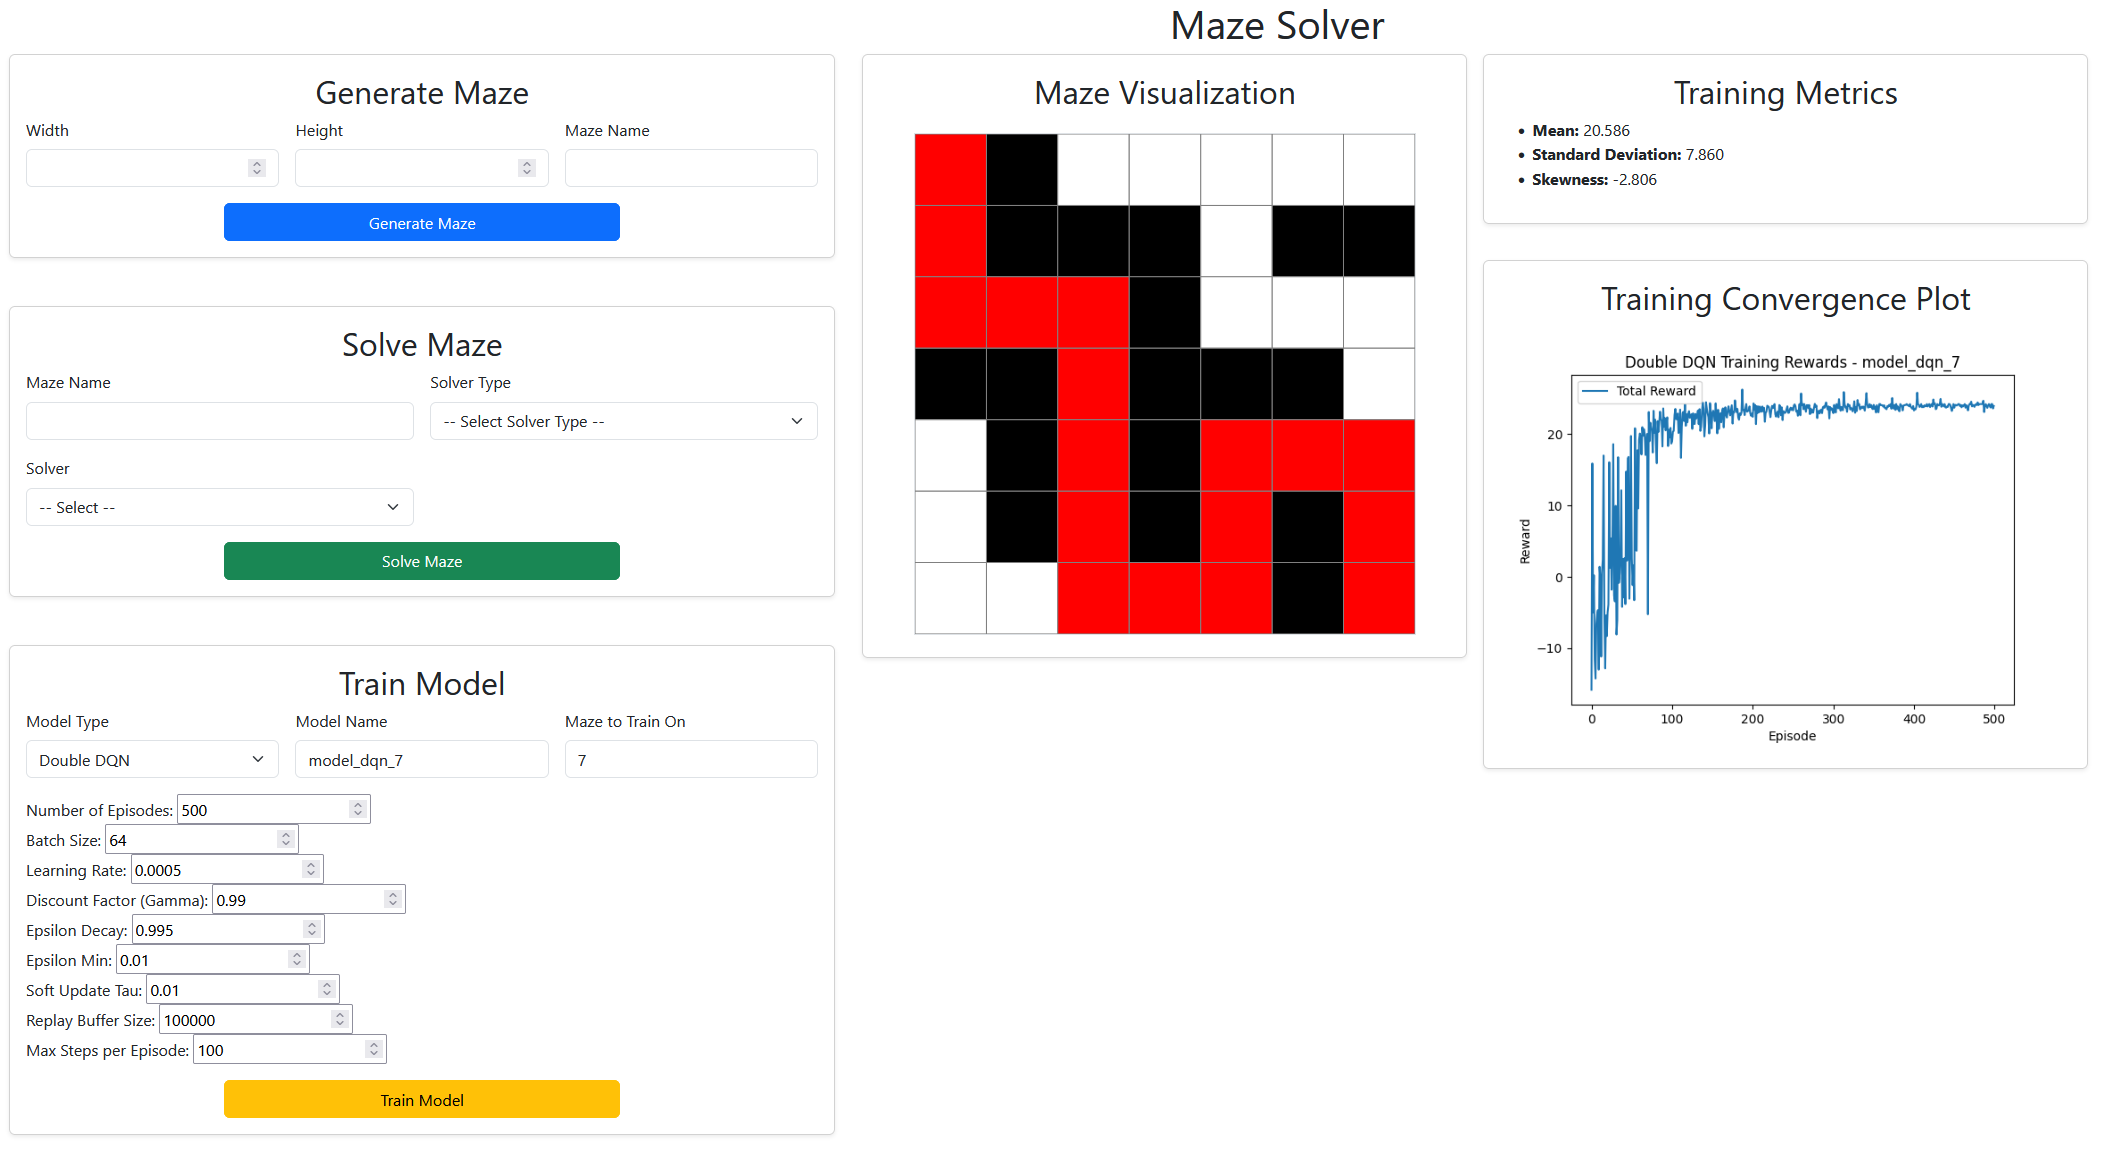 Maze Solver
Generate Maze
Width
Height
Maze Name
Generate Maze
Solve Maze
Maze Name
Solver Type
-- Select Solver Type --
Solver
-- Select --
Solve Maze
Train Model
Model Type
Model Name
Maze to Train On
Double DQN
model_dqn_7
7
Number of Episodes: 500
Batch Size: 64
Learning Rate: 0.0005
Discount Factor (Gamma): 0.99
Epsilon Decay: 0.995
Epsilon Min: 0.01
Soft Update Tau: 0.01
Replay Buffer Size: 100000
Max Steps per Episode: 100
Train Model
Maze Visualization
Training Metrics
• Mean: 20.586
• Standard Deviation: 7.860
• Skewness: -2.806
Training Convergence Plot
Double DQN Training Rewards - model_dqn_7
Total Reward
20
10
0
−10
Reward
0 100 200 300 400 500
Episode